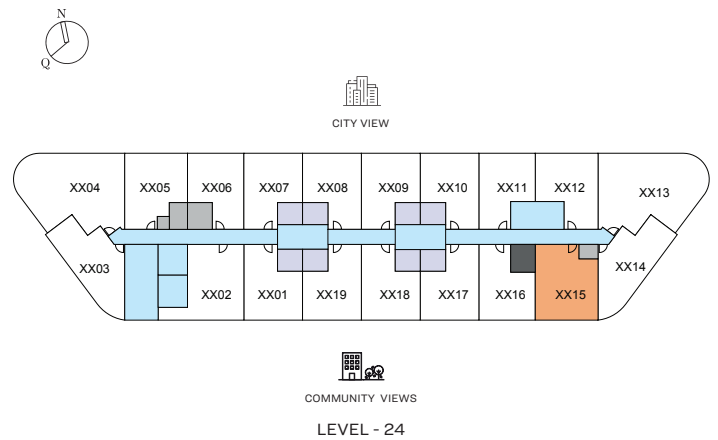 N
Q
CITY VIEW
XX04 XX05 XX06 XX07 XX08 XX09 XX10 XX11 XX12 XX13
XX03 XX14
XX02 XX01 XX19 XX18 XX17 XX16 XX15
COMMUNITY VIEWS
LEVEL - 24